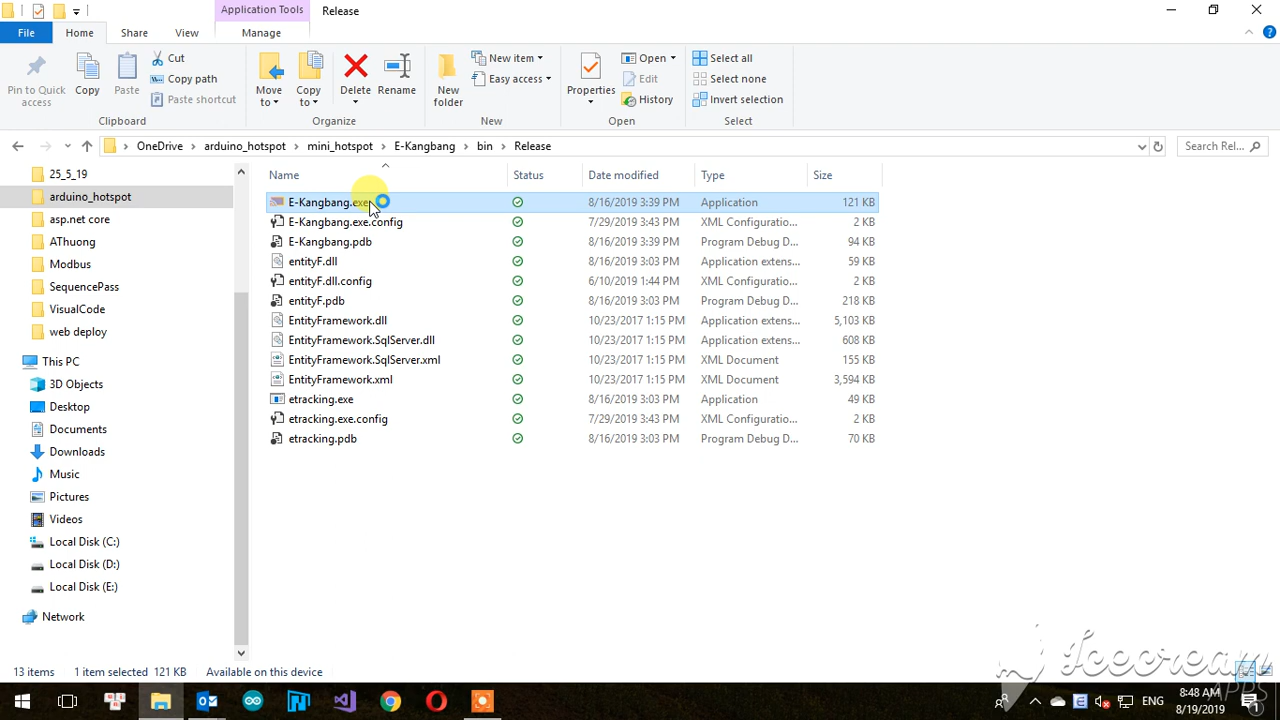 Application Tools
Release
File
Home
Share
View
Manage
Pin to Quick access
Copy
Paste
Cut
Copy path
Paste shortcut
Clipboard
Move to
Copy to
Delete
Rename
Organize
New folder
New item
Easy access
New
Properties
Open
Edit
History
Open
Select all
Select none
Invert selection
Select
OneDrive
arduino_hotspot
mini_hotspot
E-Kangbang
bin
Release
Search Rel...
25_5_19
arduino_hotspot
asp.net core
AThuong
Modbus
SequencePass
VisualCode
web deploy
This PC
3D Objects
Desktop
Documents
Downloads
Music
Pictures
Videos
Local Disk (C:)
Local Disk (D:)
Local Disk (E:)
Network
Name Status Date modified Type Size
E-Kangbang.exe 8/16/2019 3:39 PM Application 121 KB
E-Kangbang.exe.config 7/29/2019 3:43 PM XML Configuratio... 2 KB
E-Kangbang.pdb 8/16/2019 3:39 PM Program Debug D... 94 KB
entityF.dll 8/16/2019 3:03 PM Application extens... 59 KB
entityF.dll.config 6/10/2019 1:44 PM XML Configuratio... 2 KB
entityF.pdb 8/16/2019 3:03 PM Program Debug D... 218 KB
EntityFramework.dll 10/23/2017 1:15 PM Application extens... 5,103 KB
EntityFramework.SqlServer.dll 10/23/2017 1:15 PM Application extens... 608 KB
EntityFramework.SqlServer.xml 10/23/2017 1:15 PM XML Document 155 KB
EntityFramework.xml 10/23/2017 1:15 PM XML Document 3,594 KB
etracking.exe 8/16/2019 3:03 PM Application 49 KB
etracking.exe.config 7/29/2019 3:43 PM XML Configuratio... 2 KB
etracking.pdb 8/16/2019 3:03 PM Program Debug D... 70 KB
13 items 1 item selected 121 KB Available on this device
Icecream
APPS
ENG
8:48 AM
8/19/2019
1